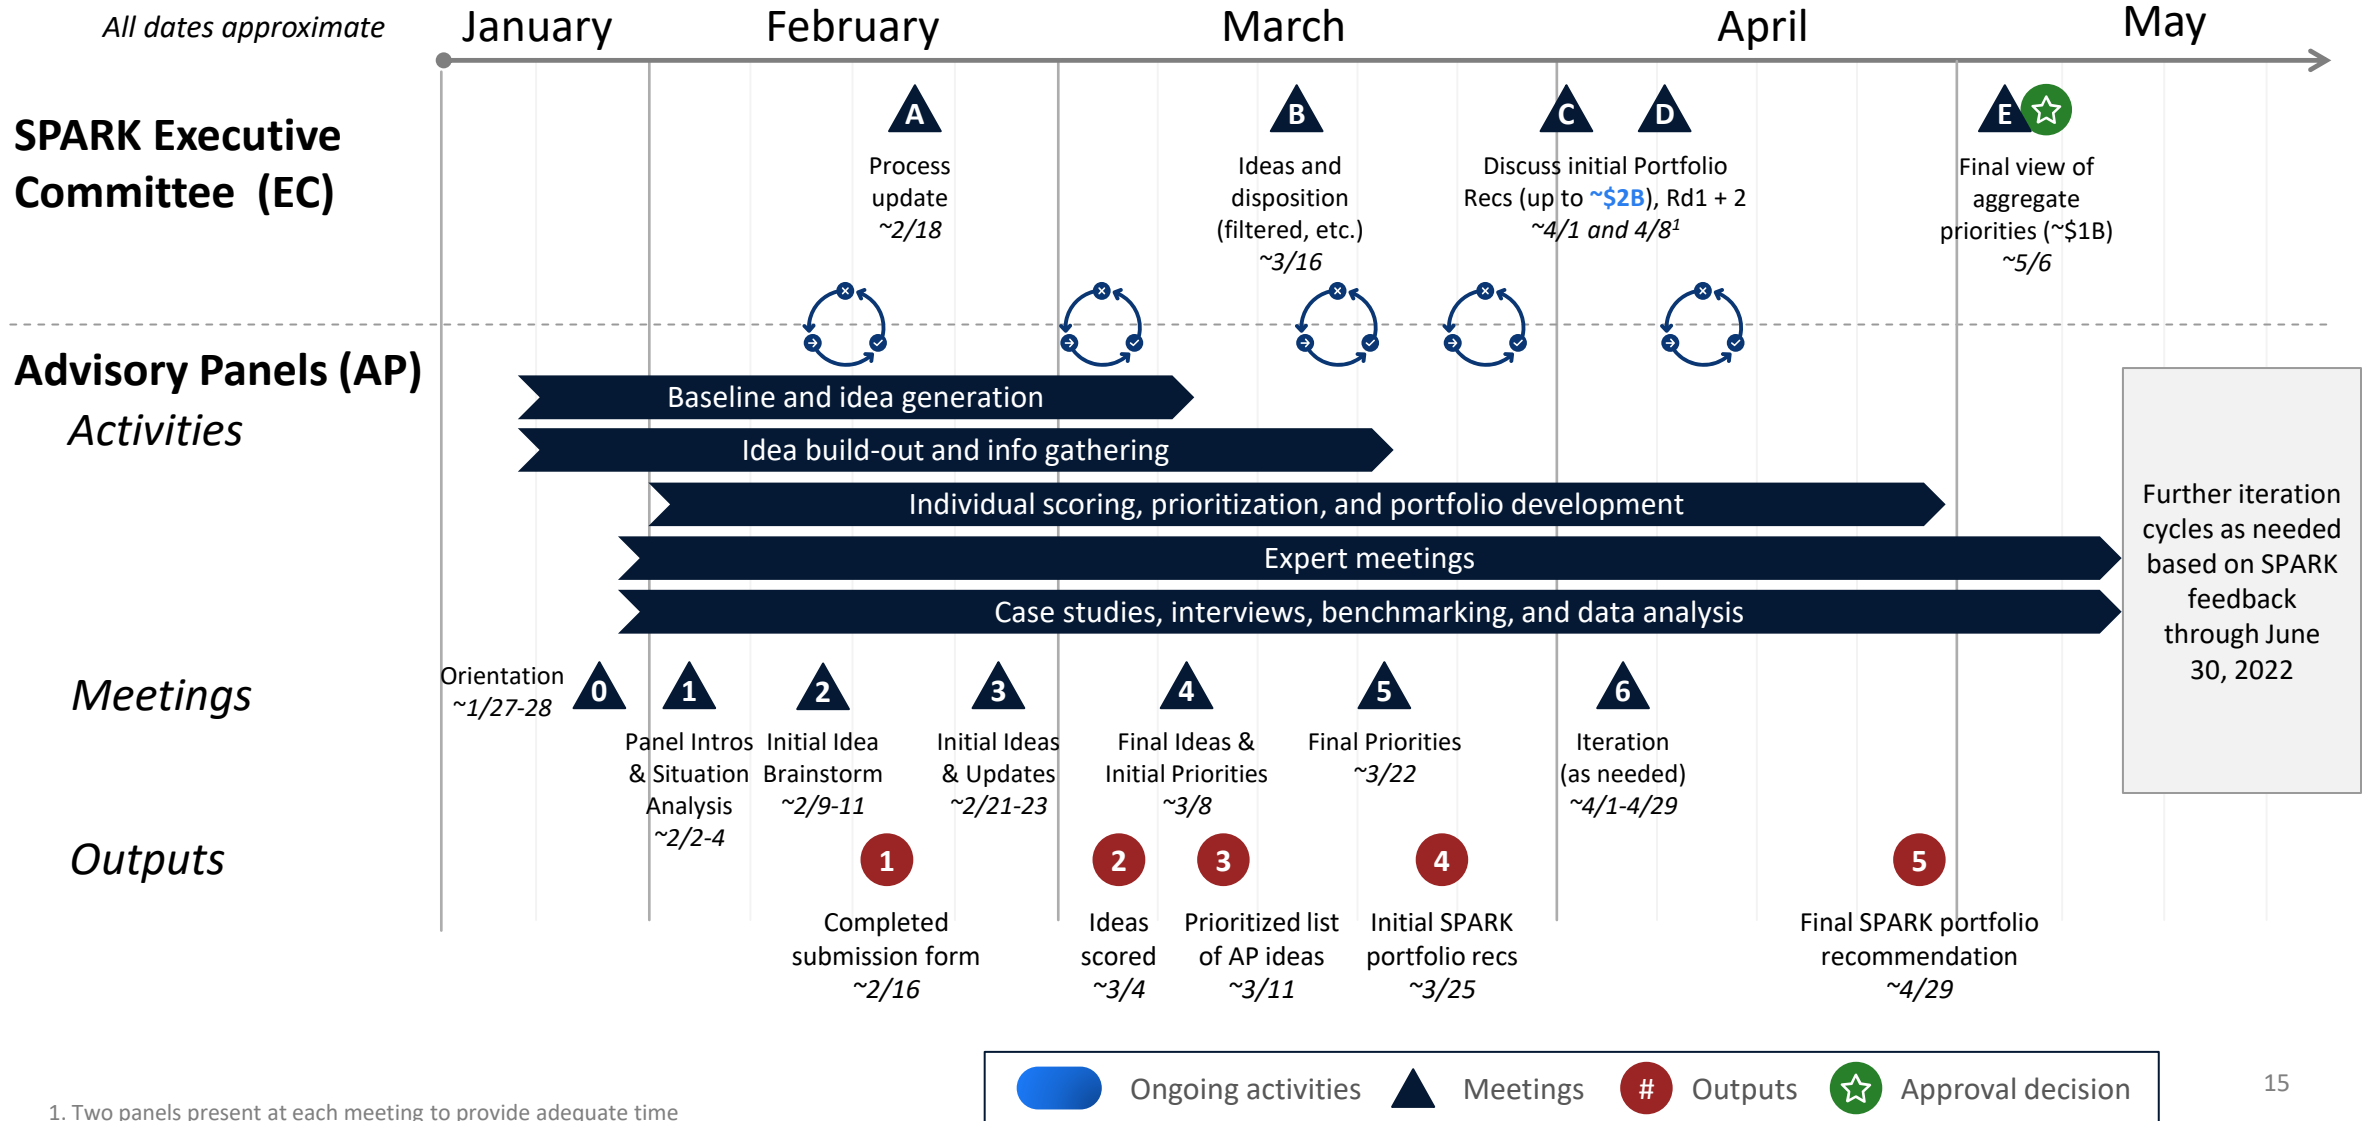 All dates approximate
January
February
March
April
May
SPARK Executive
Committee (EC)
A
Process
update
~2/18
B
Ideas and
disposition
(filtered, etc.)
~3/16
C
D
Discuss initial Portfolio
Recs (up to ~$2B), Rd1 + 2
~4/1 and 4/8¹
E
Final view of
aggregate
priorities (~$1B)
~5/6
Advisory Panels (AP)
Activities
Baseline and idea generation
Idea build-out and info gathering
Individual scoring, prioritization, and portfolio development
Expert meetings
Case studies, interviews, benchmarking, and data analysis
Further iteration
cycles as needed
based on SPARK
feedback
through June
30, 2022
Meetings
Orientation
~1/27-28
0
1
Panel Intros
& Situation
Analysis
~2/2-4
2
Initial Idea
Brainstorm
~2/9-11
3
Initial Ideas
& Updates
~2/21-23
4
Final Ideas &
Initial Priorities
~3/8
5
Final Priorities
~3/22
6
Iteration
(as needed)
~4/1-4/29
Outputs
1
Completed
submission form
~2/16
2
Ideas
scored
~3/4
3
Prioritized list
of AP ideas
~3/11
4
Initial SPARK
portfolio recs
~3/25
5
Final SPARK portfolio
recommendation
~4/29
Ongoing activities
Meetings
# Outputs
Approval decision
15
1. Two panels present at each meeting to provide adequate time